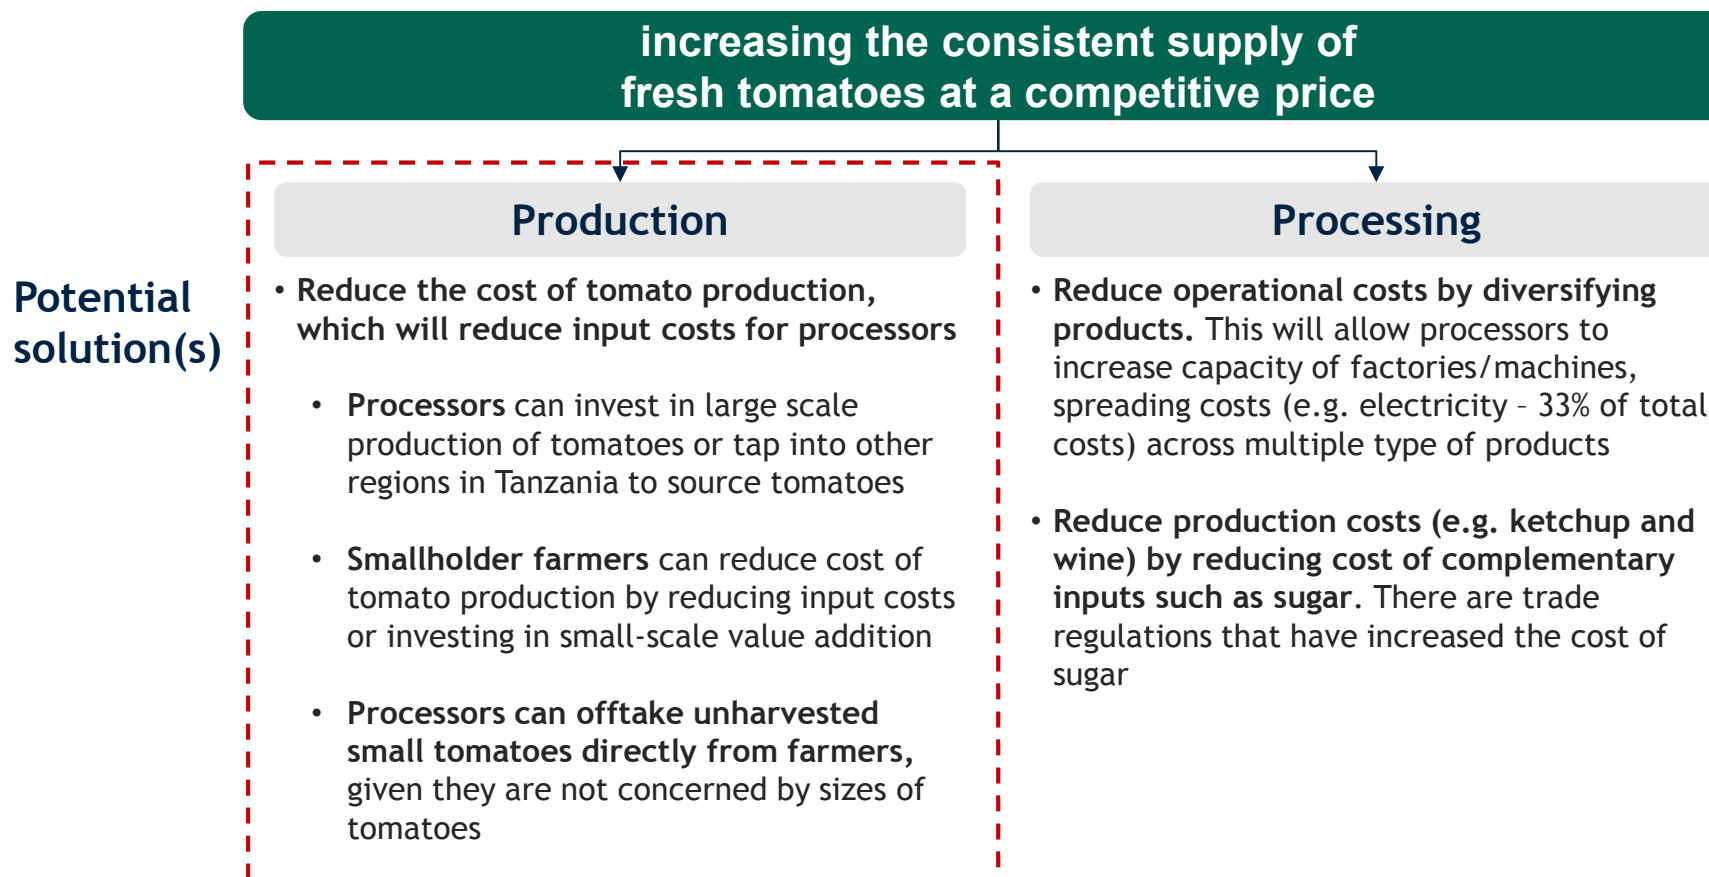 increasing the consistent supply of
fresh tomatoes at a competitive price
Potential
solution(s)
Production
• Reduce the cost of tomato production,
which will reduce input costs for processors
• Processors can invest in large scale
production of tomatoes or tap into other
regions in Tanzania to source tomatoes
• Smallholder farmers can reduce cost of
tomato production by reducing input costs
or investing in small-scale value addition
• Processors can offtake unharvested
small tomatoes directly from farmers,
given they are not concerned by sizes of
tomatoes
Processing
• Reduce operational costs by diversifying
products. This will allow processors to
increase capacity of factories/machines,
spreading costs (e.g. electricity – 33% of total
costs) across multiple type of products
• Reduce production costs (e.g. ketchup and
wine) by reducing cost of complementary
inputs such as sugar. There are trade
regulations that have increased the cost of
sugar